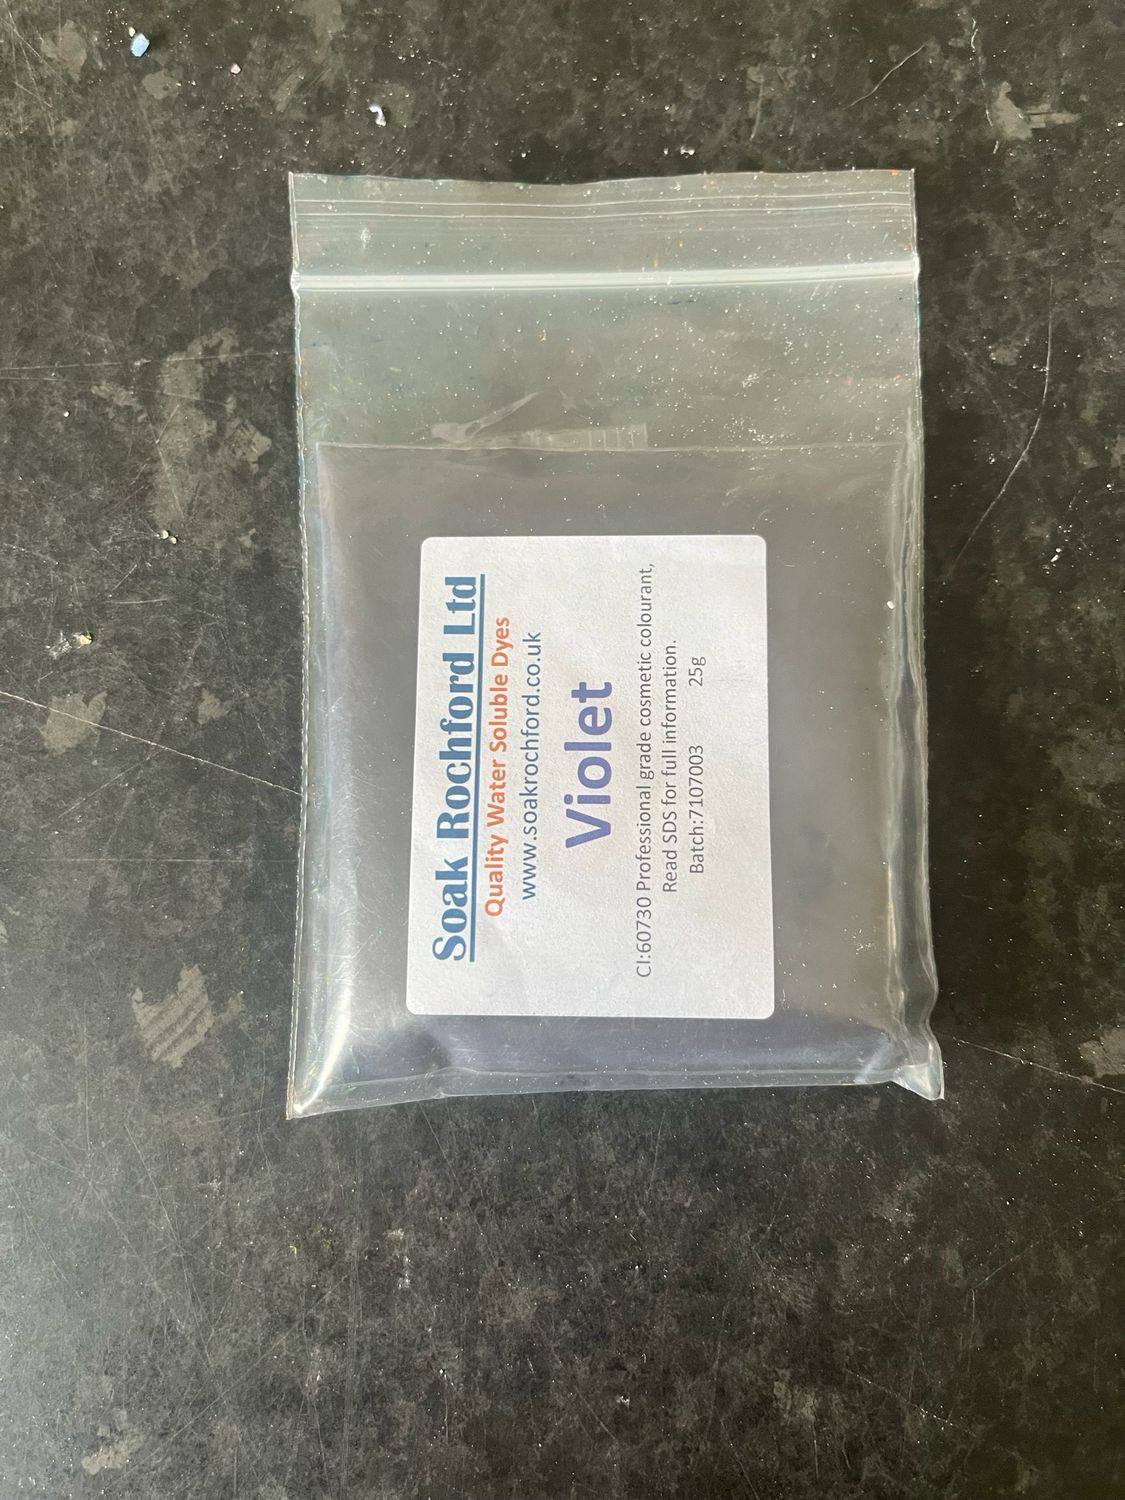 Soak Rochford Ltd
Quality Water Soluble Dyes
www.soakrochford.co.uk
Violet
CI:60730 Professional grade cosmetic colourant,
Read SDS for full information.
Batch:7107003 25g